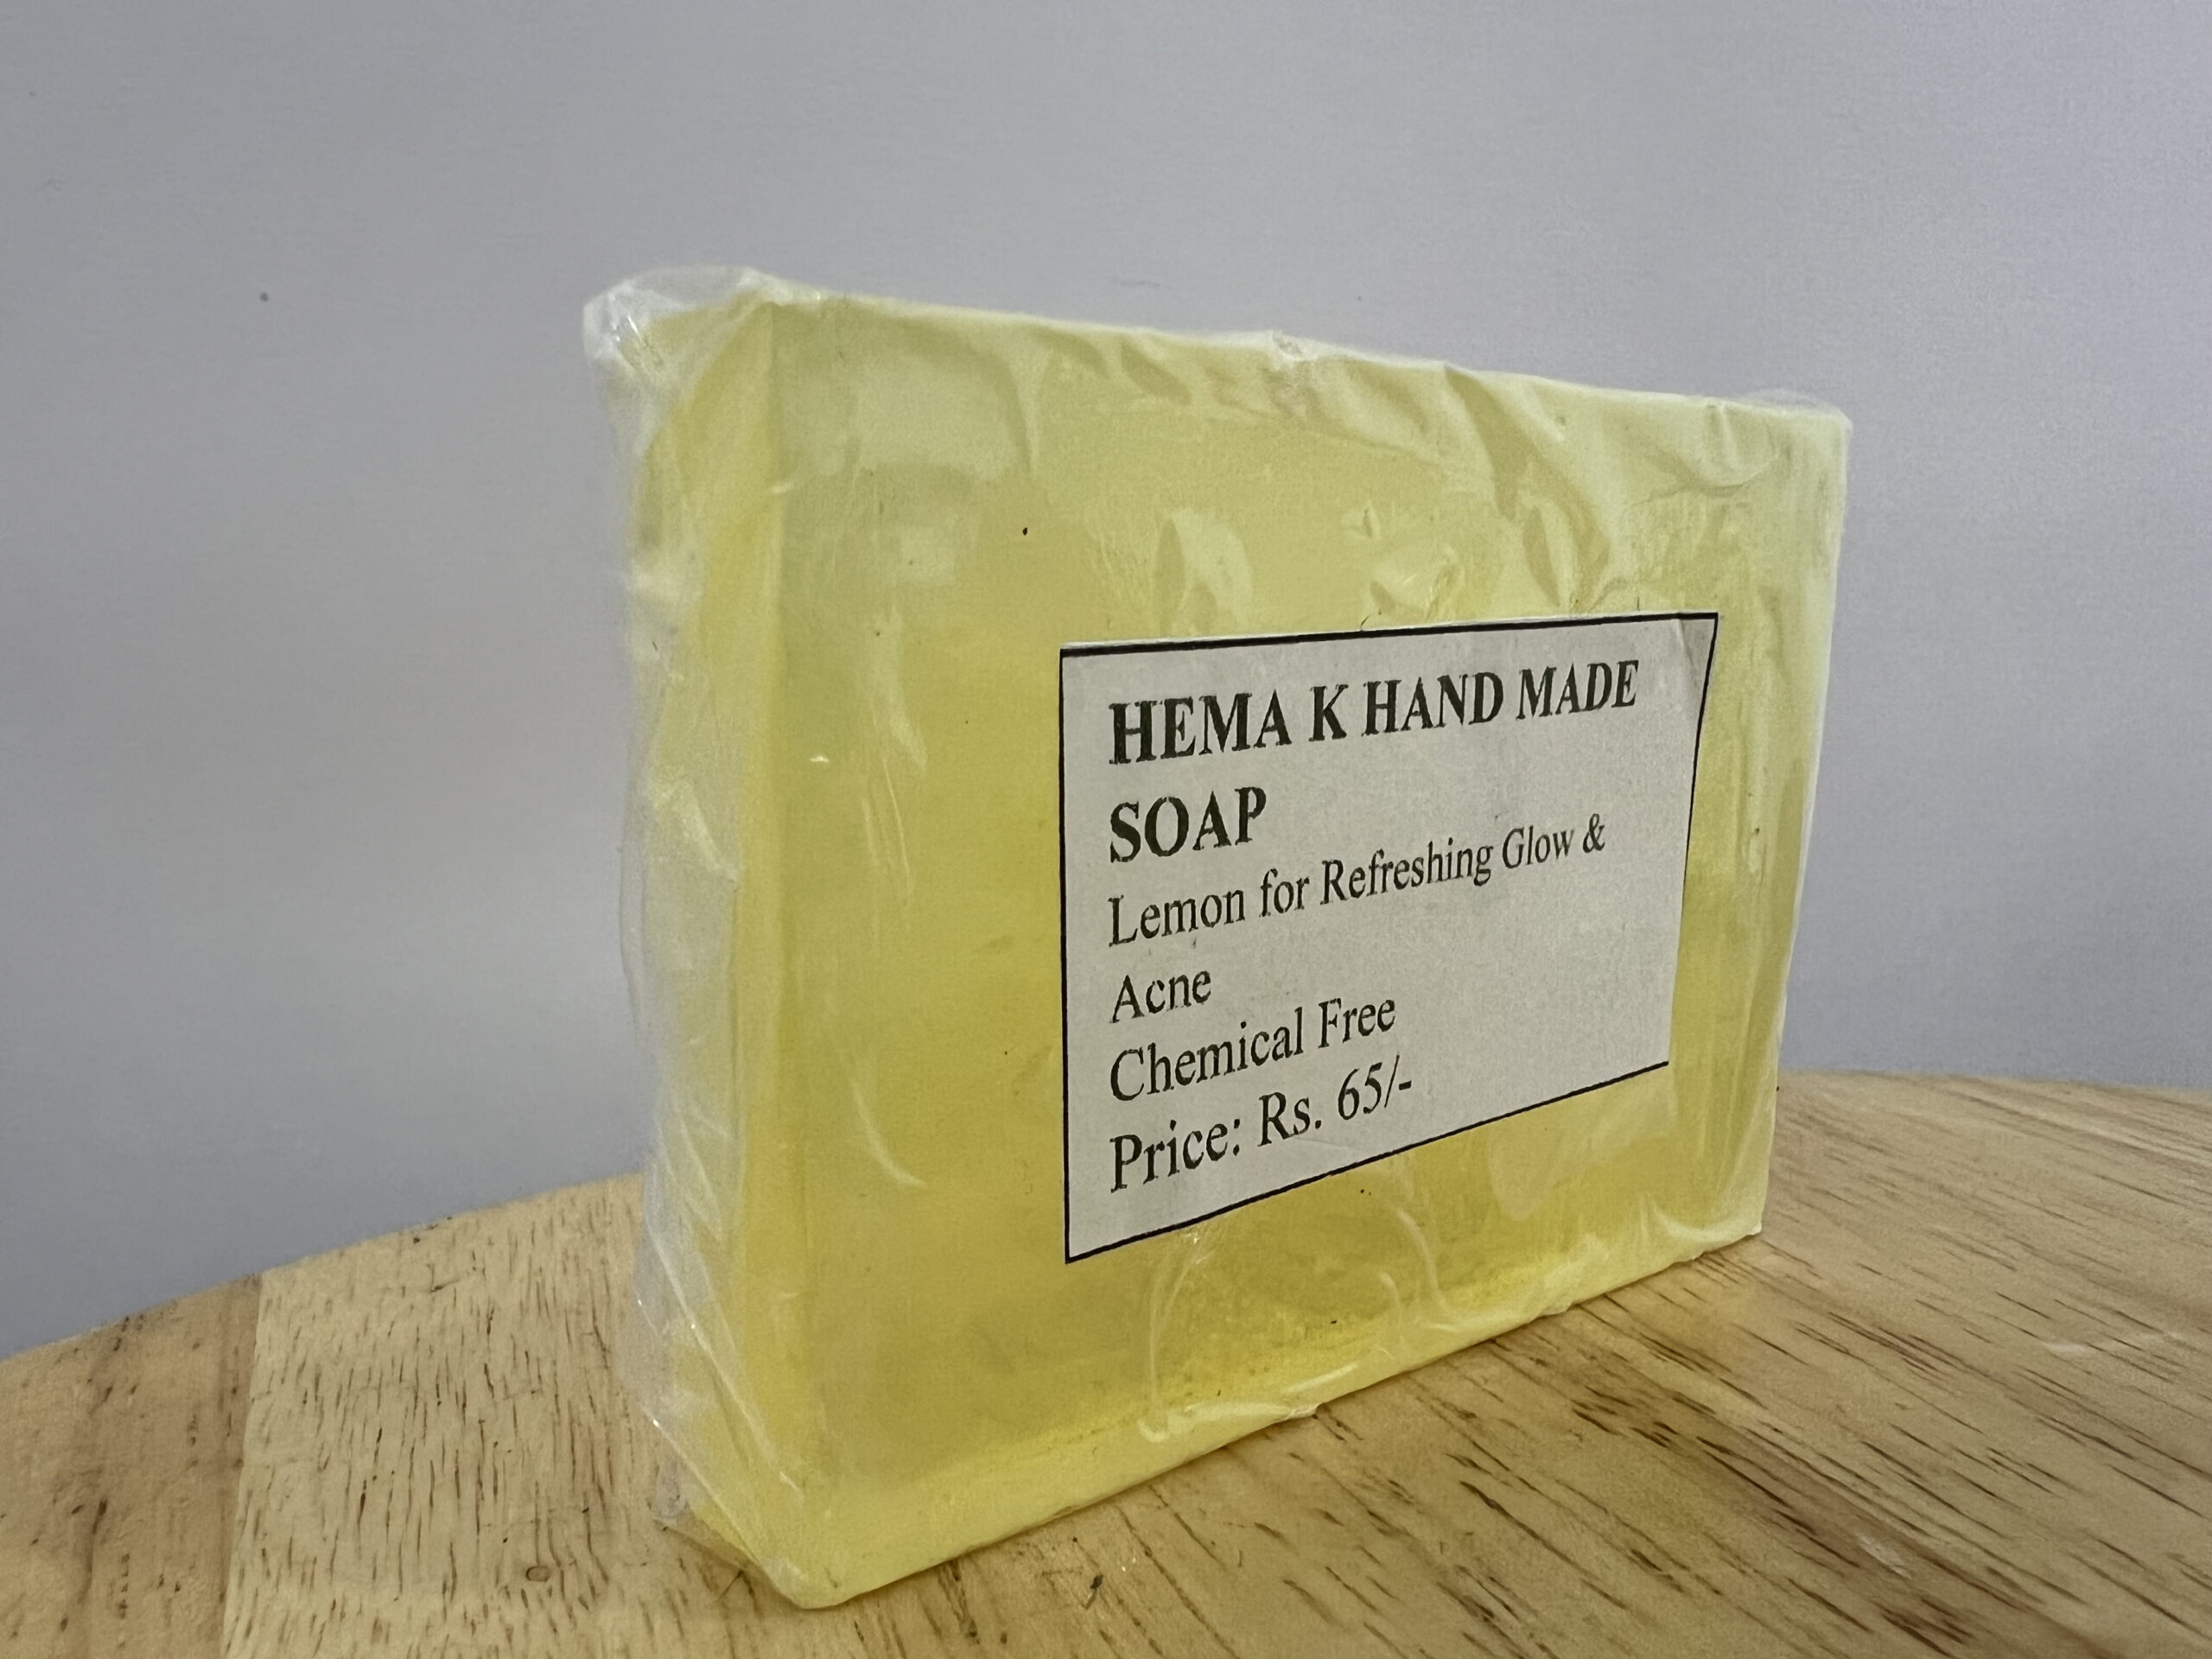 HEMA K HAND MADE
SOAP
Lemon for Refreshing Glow &
Acne
Chemical Free
Price: Rs. 65/-